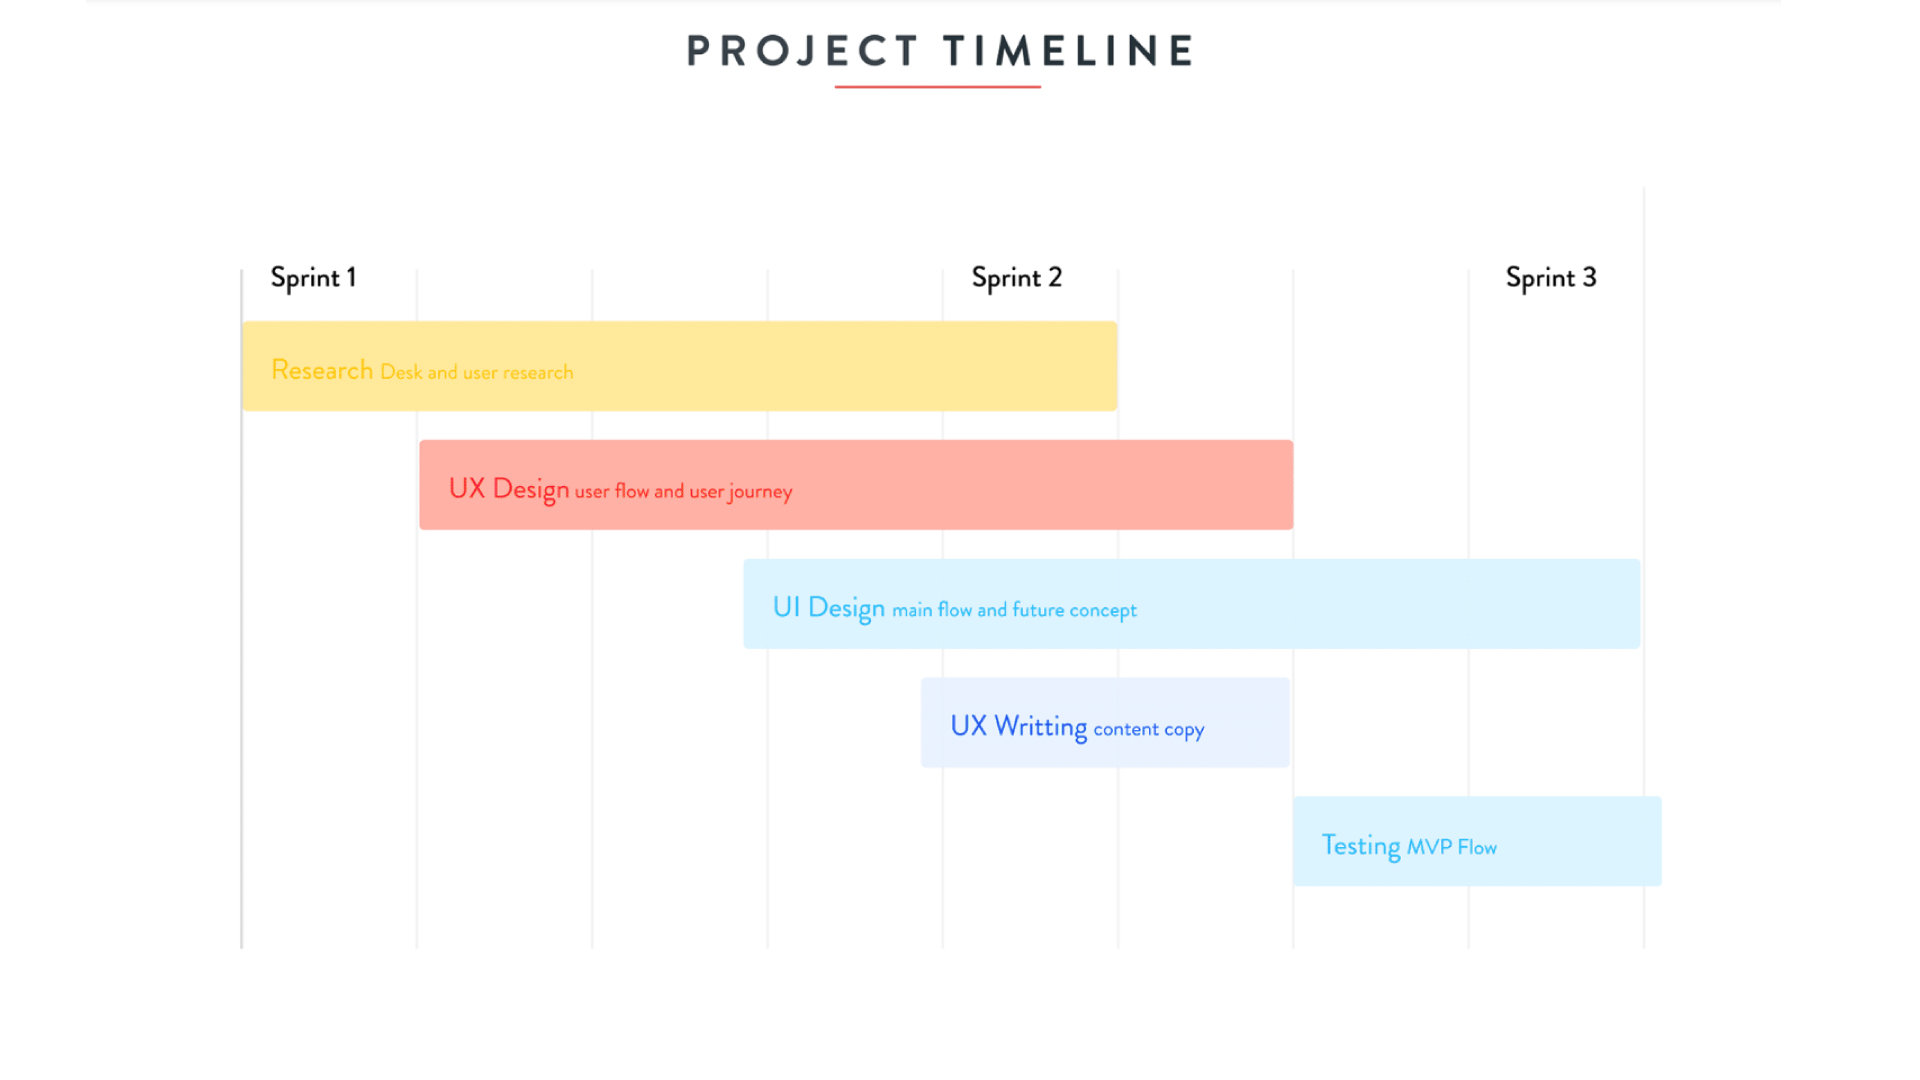 PROJECT TIMELINE
Sprint 1 Sprint 2 Sprint 3
Research Desk and user research
UX Design user flow and user journey
UI Design main flow and future concept
UX Writting content copy
Testing MVP Flow